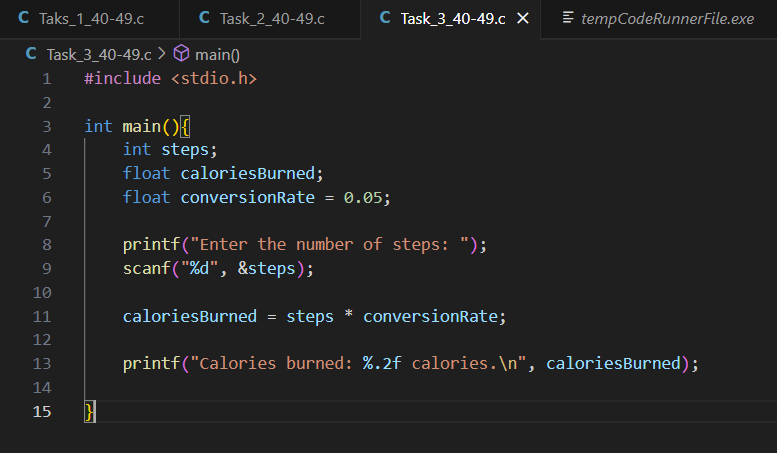 C Taks_1_40-49.c C Task_2_40-49.c C Task_3_40-49.c × tempCodeRunnerFile.exe
C Task_3_40-49.c > main()
1 #include <stdio.h>
2
3 int main(){
4     int steps;
5     float caloriesBurned;
6     float conversionRate = 0.05;
7
8     printf("Enter the number of steps: ");
9     scanf("%d", &steps);
10
11     caloriesBurned = steps * conversionRate;
12
13     printf("Calories burned: %.2f calories.\n", caloriesBurned);
14
15 }